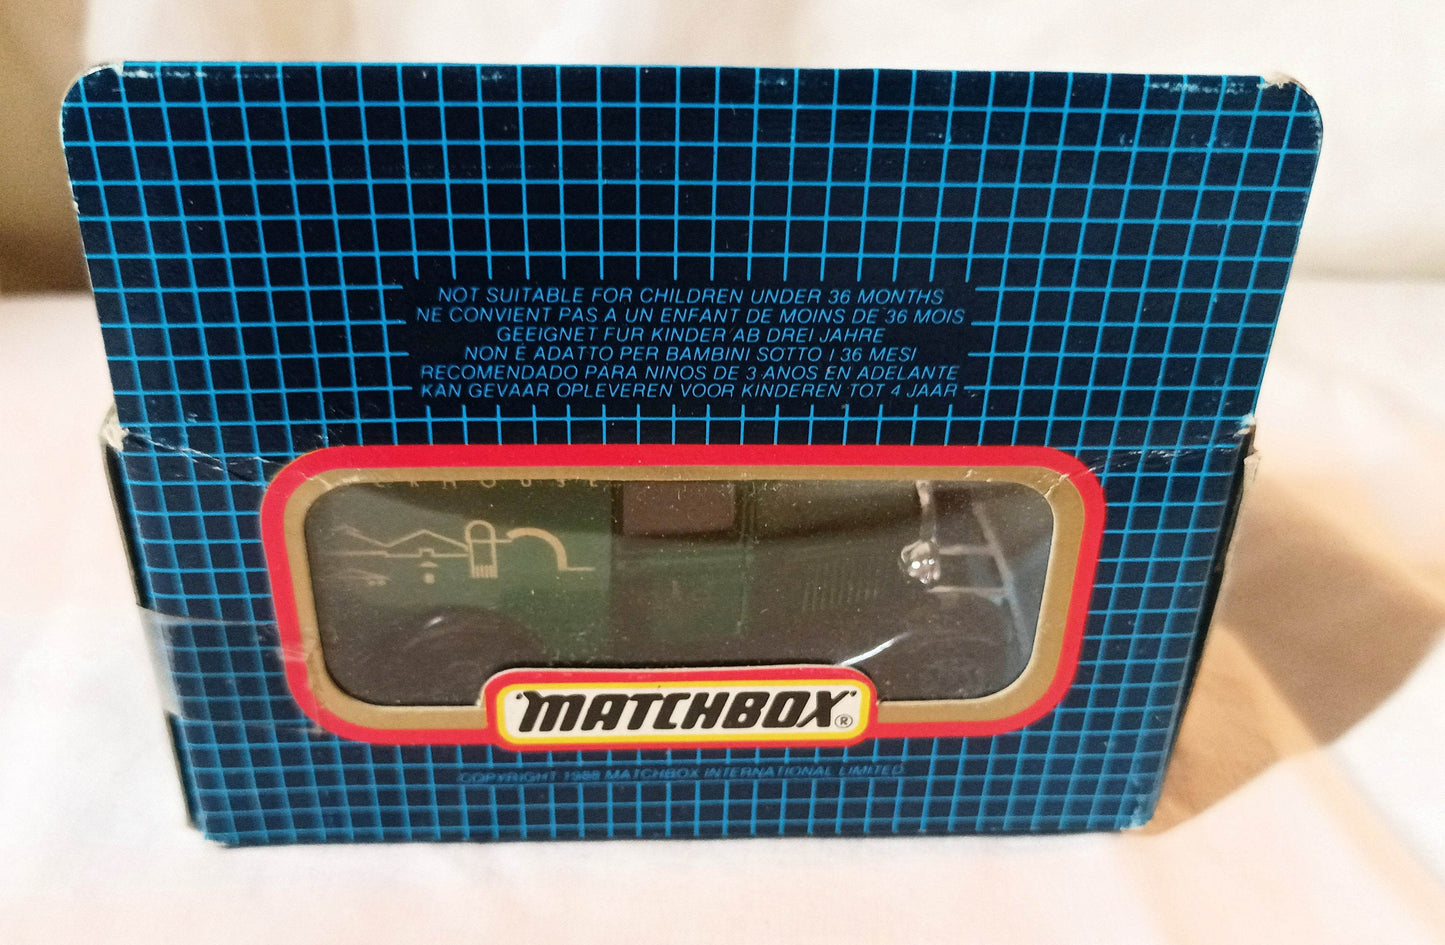 NOT SUITABLE FOR CHILDREN UNDER 36 MONTHS
NE CONVIENT PAS A UN ENFANT DE MOINS DE 36 MOIS
GEEIGNET FUR KINDER AB DREI JAHRE
NON È ADATTO PER BAMBINI SOTTO I 36 MESI
RECOMENDADO PARA NINOS DE 3 ANOS EN ADELANTE
KAN GEVAAR OPLEVEREN VOOR KINDEREN TOT 4 JAAR
"MATCHBOX"®
COPYRIGHT 1988 MATCHBOX INTERNATIONAL LIMITED